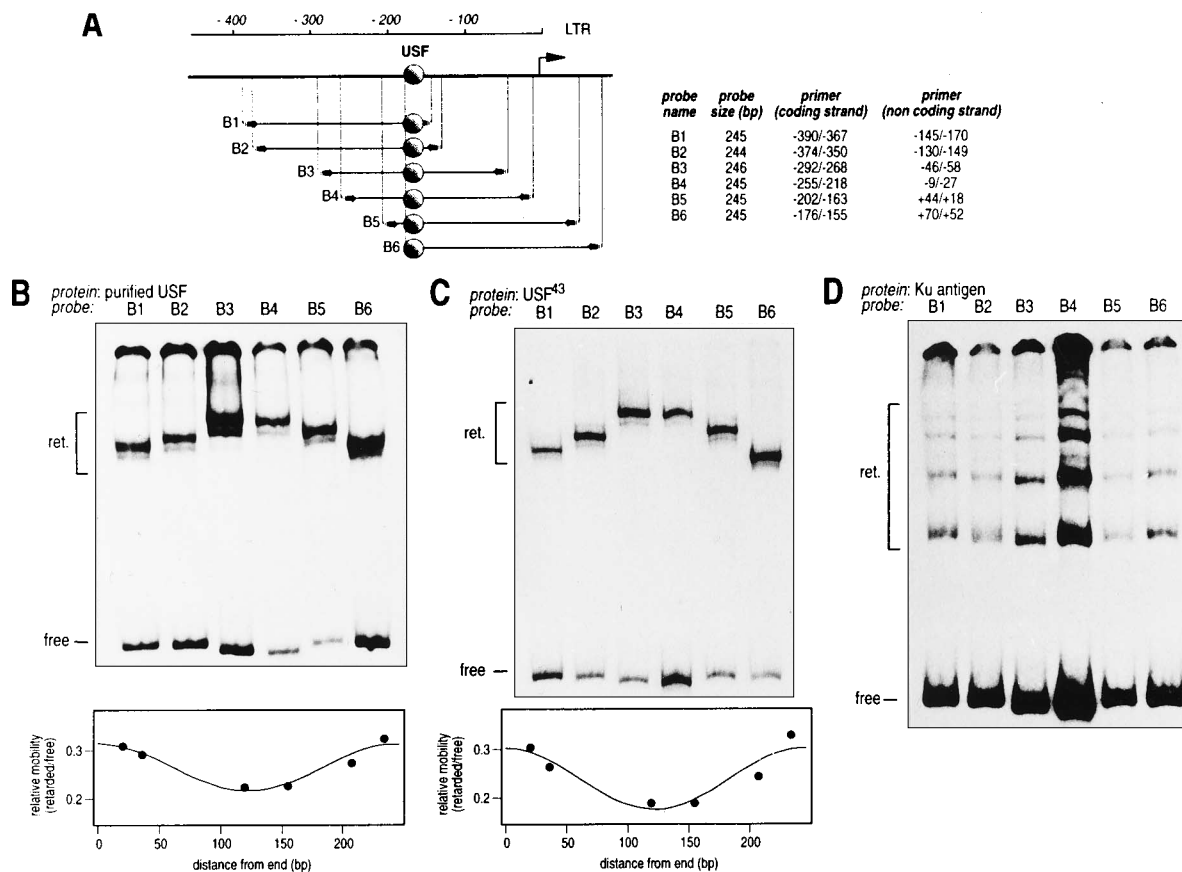 A
- 400
- 300
- 200
- 100
LTR
USF
B1
B2
B3
B4
B5
B6
probe name
probe size (bp)
primer (coding strand)
primer (non coding strand)
B1 245 -390/-367 -145/-170
B2 244 -374/-350 -130/-149
B3 246 -292/-268 -46/-58
B4 245 -255/-218 -9/-27
B5 245 -202/-163 +44/+18
B6 245 -176/-155 +70/+52
B
protein: purified USF
probe: B1 B2 B3 B4 B5 B6
ret.
free
relative mobility
(retarded/free)
0.3
0.2
0 50 100 150 200
distance from end (bp)
C
protein: USF43
probe: B1 B2 B3 B4 B5 B6
ret.
free
relative mobility
(retarded/free)
0.3
0.2
0 50 100 150 200
distance from end (bp)
D
protein: Ku antigen
probe: B1 B2 B3 B4 B5 B6
ret.
free